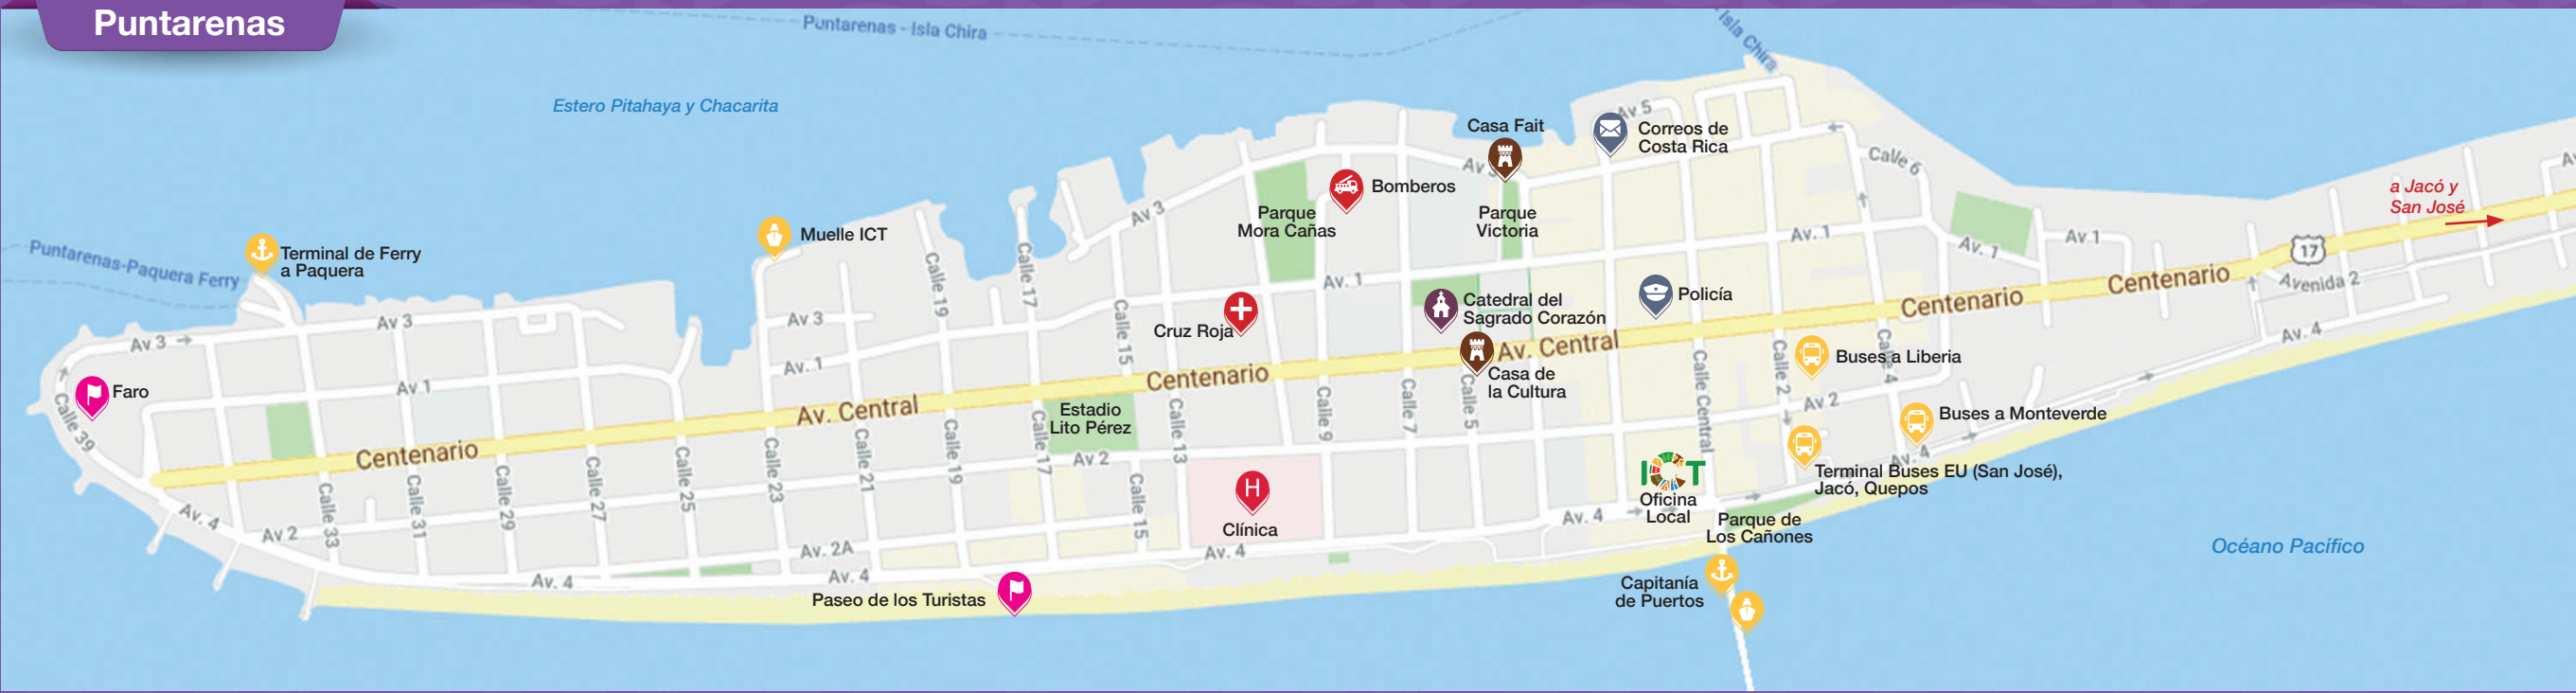 Puntarenas
Puntarenas - Isla Chira
Isla Chira
Estero Pitahaya y Chacarita
Casa Fait
Av 5
Correos de
Costa Rica
Calle 6
Bomberos
a Jacó y
San José
Av 3
Parque
Mora Cañas
Parque
Victoria
Muelle ICT
Terminal de Ferry
a Paquera
Puntarenas-Paquera Ferry
Calle 19
Calle 17
Av. 1
Av. 1
Av. 1
Av 1
17
Avenida 2
Centenario
Centenario
Policía
Catedral del
Sagrado Corazón
Cruz Roja
Calle 15
Av 3
Av 3
Av 3
Av. 1
Av 1
Faro
Calle 39
Av. Central
Casa de
la Cultura
Buses a Liberia
Av. 4
Centenario
Av. Central
Centenario
Estadio
Lito Pérez
Calle 17
Calle 13
Calle 9
Calle 7
Calle 5
Calle Central
Calle 2
Calle 4
Av 2
Buses a Monteverde
Av. 4
Terminal Buses EU (San José),
Jacó, Quepos
Calle 33
Calle 31
Calle 29
Calle 27
Calle 25
Calle 23
Calle 21
Calle 19
Av 2
Calle 15
H
Clínica
ICT
Oficina
Local
Parque de
Los Cañones
Av. 4
Av 2
Av. 2A
Av. 4
Av. 4
Av. 4
Av. 4
Paseo de los Turistas
Capitanía
de Puertos
Océano Pacífico